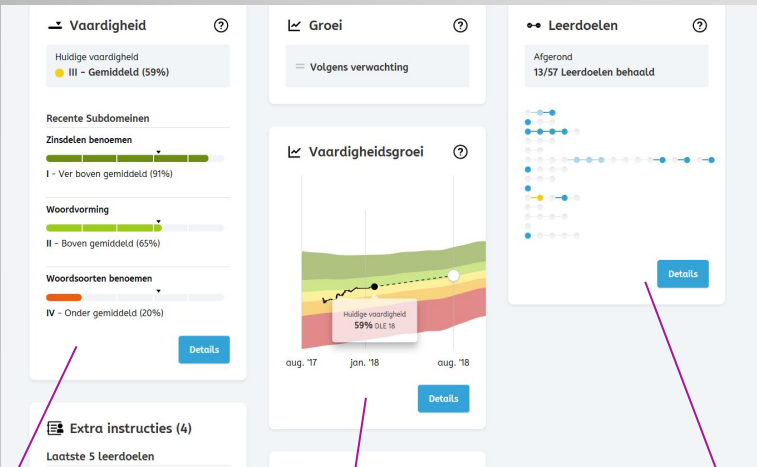 Vaardigheid
Huidige vaardigheid
III - Gemiddeld (59%)
Recente Subdomeinen
Zinsdelen benoemen
I - Ver boven gemiddeld (91%)
Woordvorming
II - Boven gemiddeld (65%)
Woordsoorten benoemen
IV - Onder gemiddeld (20%)
Details
Extra instructies (4)
Laatste 5 leerdoelen
Groei
Volgens verwachting
Vaardigheidsgroei
Huidige vaardigheid
59% DLE 18
aug. '17 jan. '18 aug. '18
Details
Leerdoelen
Afgerond
13/57 Leerdoelen behaald
Details